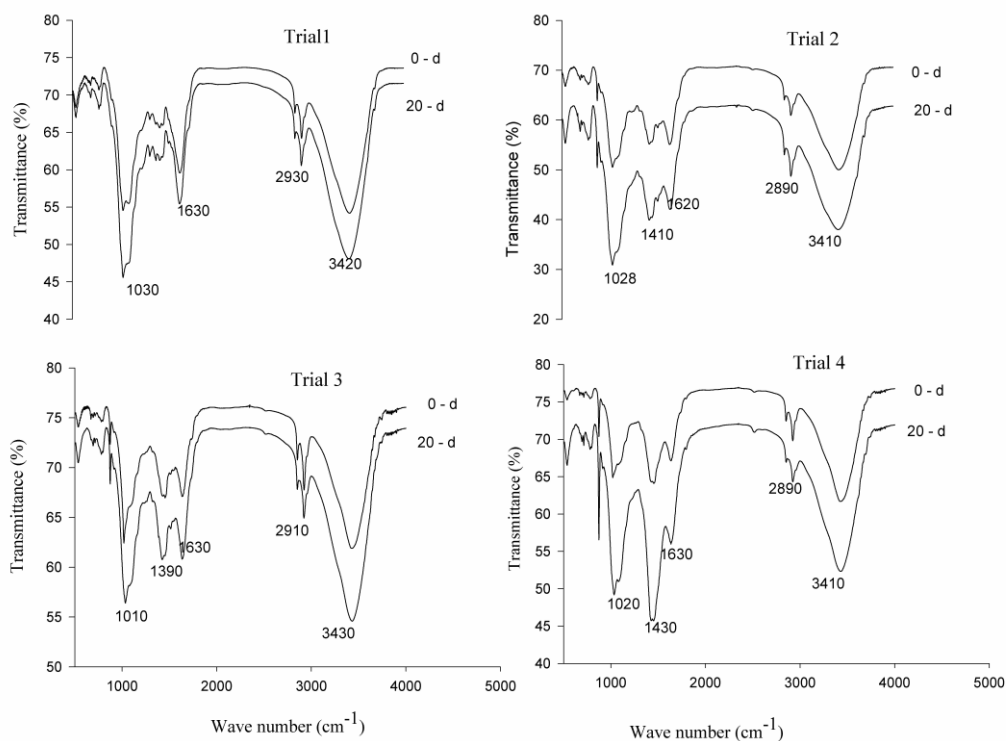 Trial1
80
75
70
65
60
55
50
45
40
Transmittance (%)
0 - d
20 - d
1030
1630
2930
3420
Trial 2
80
70
60
50
40
30
20
Transmittance (%)
0 - d
20 - d
1028
1410
1620
2890
3410
Trial 3
80
75
70
65
60
55
50
Transmittance (%)
0 - d
20 - d
1010
1390
1630
2910
3430
1000 2000 3000 4000 5000
Wave number (cm-1)
Trial 4
80
75
70
65
60
55
50
45
40
Transmittance (%)
0 - d
20 - d
1020
1430
1630
2890
3410
1000 2000 3000 4000 5000
Wave number (cm-1)